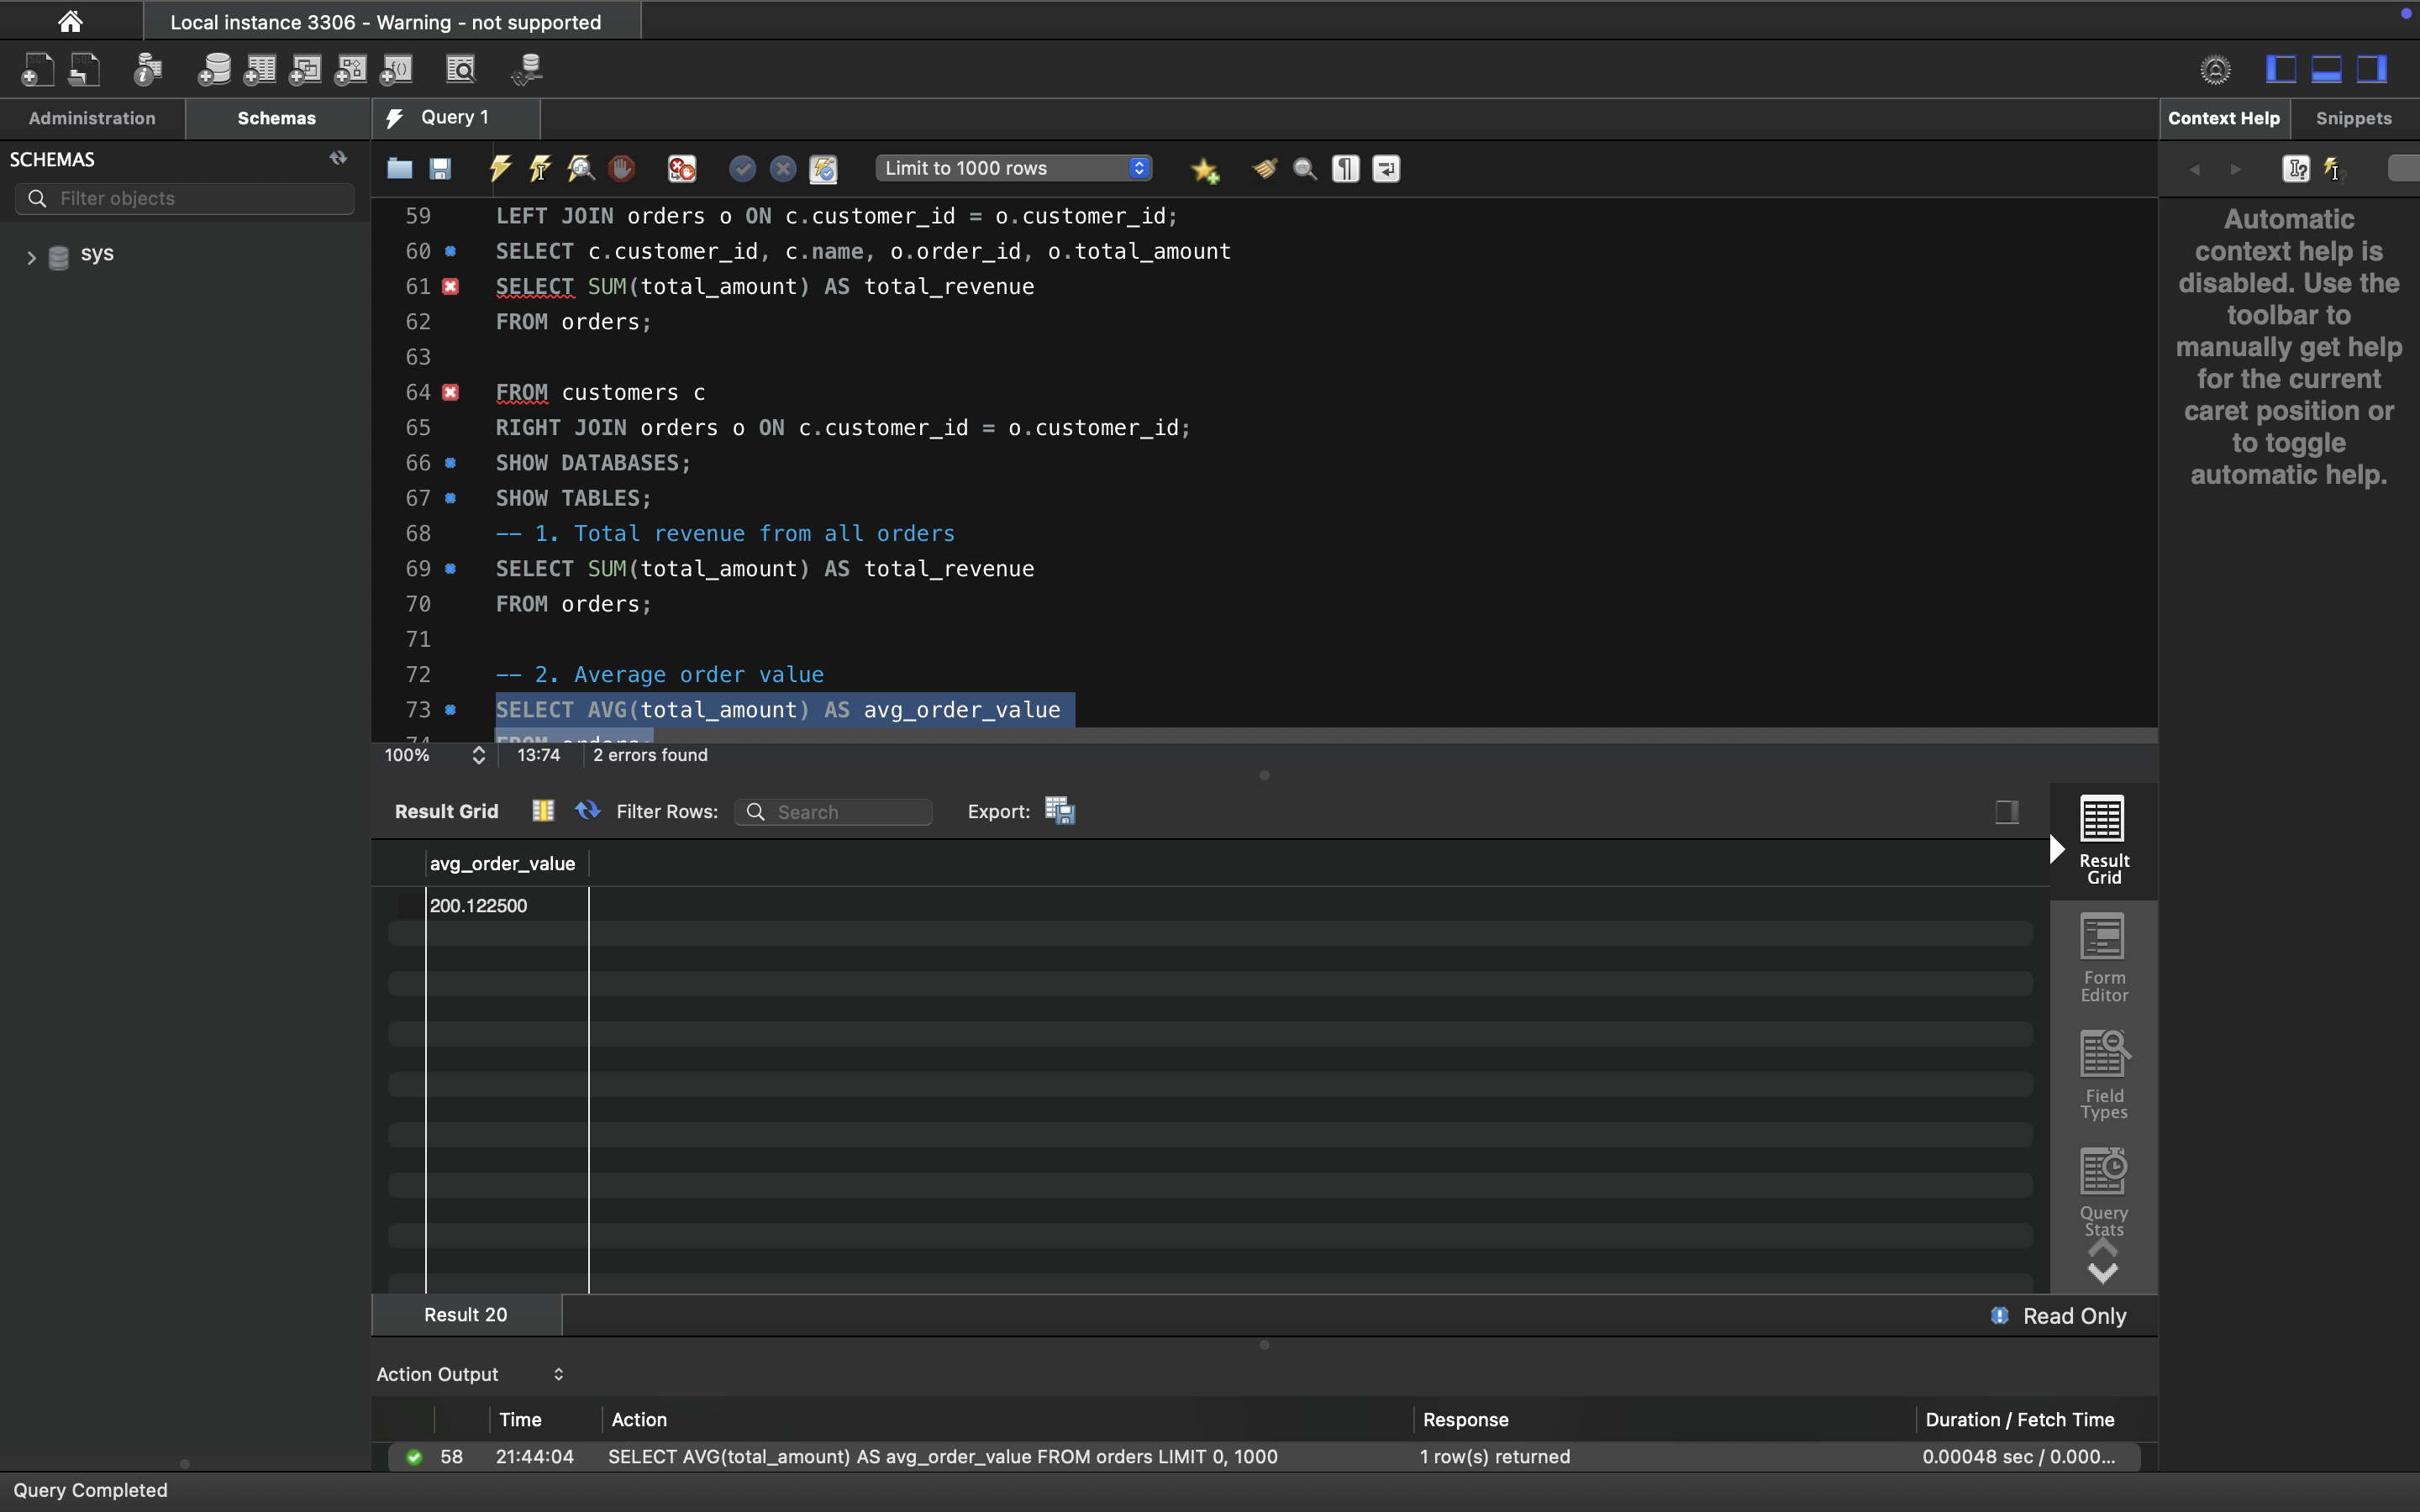 Local instance 3306 - Warning - not supported
Administration
Schemas
Query 1
Context Help
Snippets
SCHEMAS
Filter objects
sys
Limit to 1000 rows
59 LEFT JOIN orders o ON c.customer_id = o.customer_id;
60 SELECT c.customer_id, c.name, o.order_id, o.total_amount
61 SELECT SUM(total_amount) AS total_revenue
62 FROM orders;
63
64 FROM customers c
65 RIGHT JOIN orders o ON c.customer_id = o.customer_id;
66 SHOW DATABASES;
67 SHOW TABLES;
68 -- 1. Total revenue from all orders
69 SELECT SUM(total_amount) AS total_revenue
70 FROM orders;
71
72 -- 2. Average order value
73 SELECT AVG(total_amount) AS avg_order_value
74 FROM orders;
Automatic
context help is
disabled. Use the
toolbar to
manually get help
for the current
caret position or
to toggle
automatic help.
100% 13:74 2 errors found
Result Grid Filter Rows: Search Export:
avg_order_value
200.122500
Result
Grid
Form
Editor
Field
Types
Query
Stats
Result 20
Read Only
Action Output
Time Action Response Duration / Fetch Time
58 21:44:04 SELECT AVG(total_amount) AS avg_order_value FROM orders LIMIT 0, 1000 1 row(s) returned 0.00048 sec / 0.000...
Query Completed